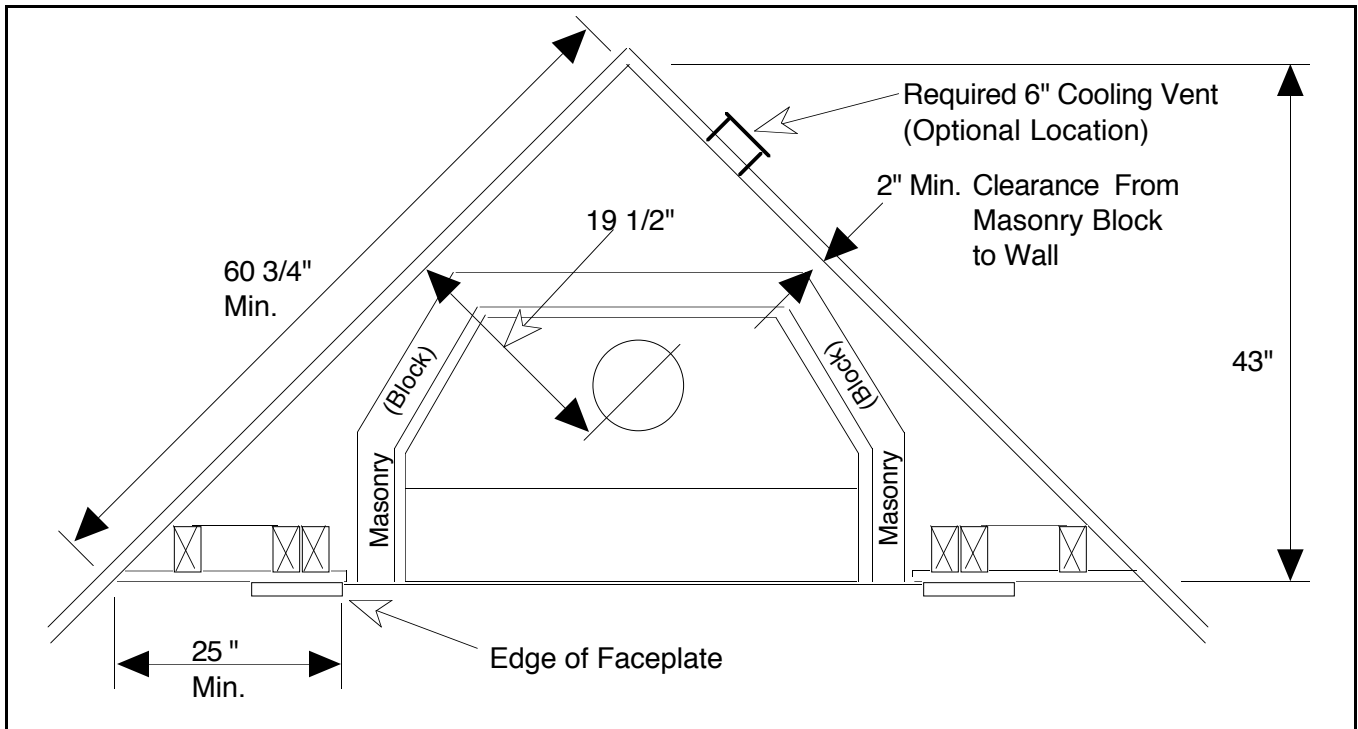 Required 6" Cooling Vent
(Optional Location)
2" Min. Clearance From
Masonry Block
to Wall
19 1/2"
60 3/4"
Min.
43"
(Block)
(Block)
Masonry
Masonry
25 "
Min.
Edge of Faceplate